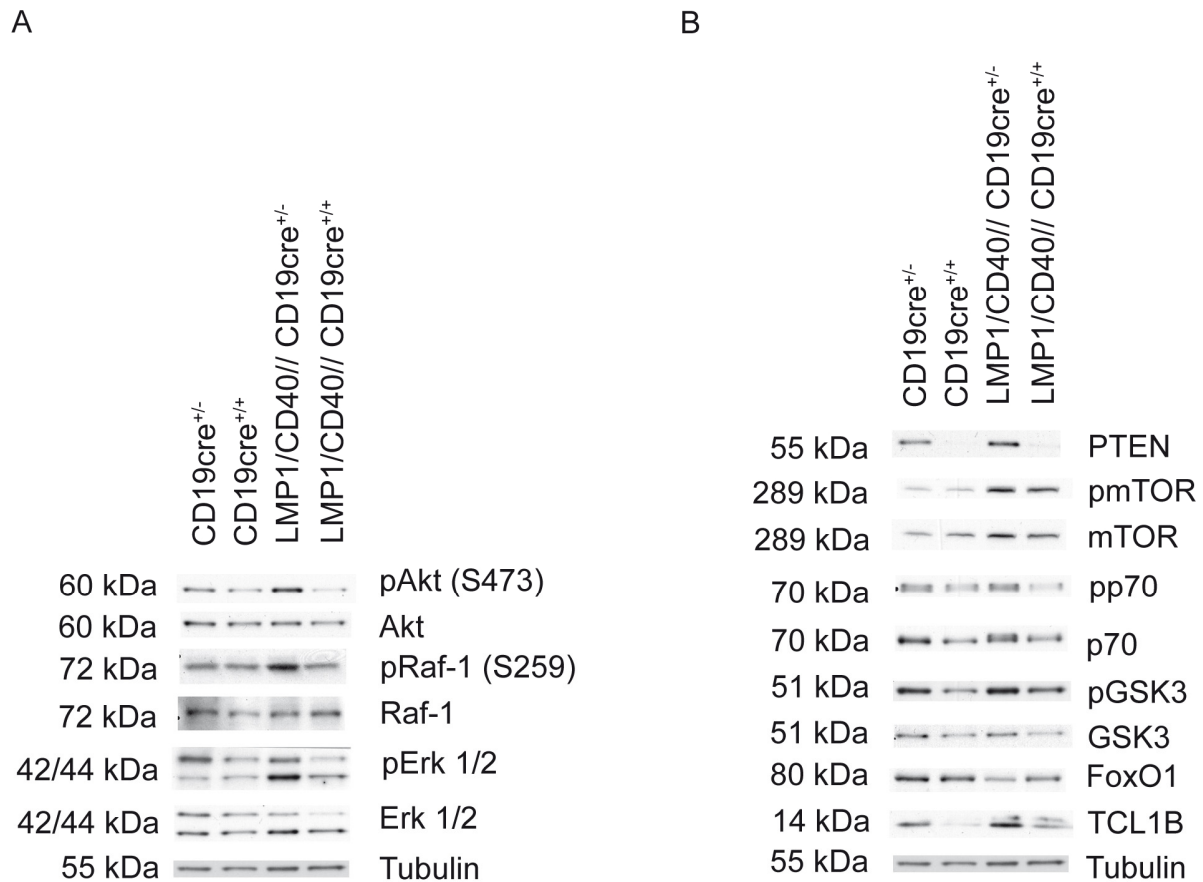 A
B
CD19cre+/-
CD19cre+/+
LMP1/CD40// CD19cre+/-
LMP1/CD40// CD19cre+/+
60 kDa pAkt (S473)
60 kDa Akt
72 kDa pRaf-1 (S259)
72 kDa Raf-1
42/44 kDa pErk 1/2
42/44 kDa Erk 1/2
55 kDa Tubulin
CD19cre+/-
CD19cre+/+
LMP1/CD40// CD19cre+/-
LMP1/CD40// CD19cre+/+
55 kDa PTEN
289 kDa pmTOR
289 kDa mTOR
70 kDa pp70
70 kDa p70
51 kDa pGSK3
51 kDa GSK3
80 kDa FoxO1
14 kDa TCL1B
55 kDa Tubulin